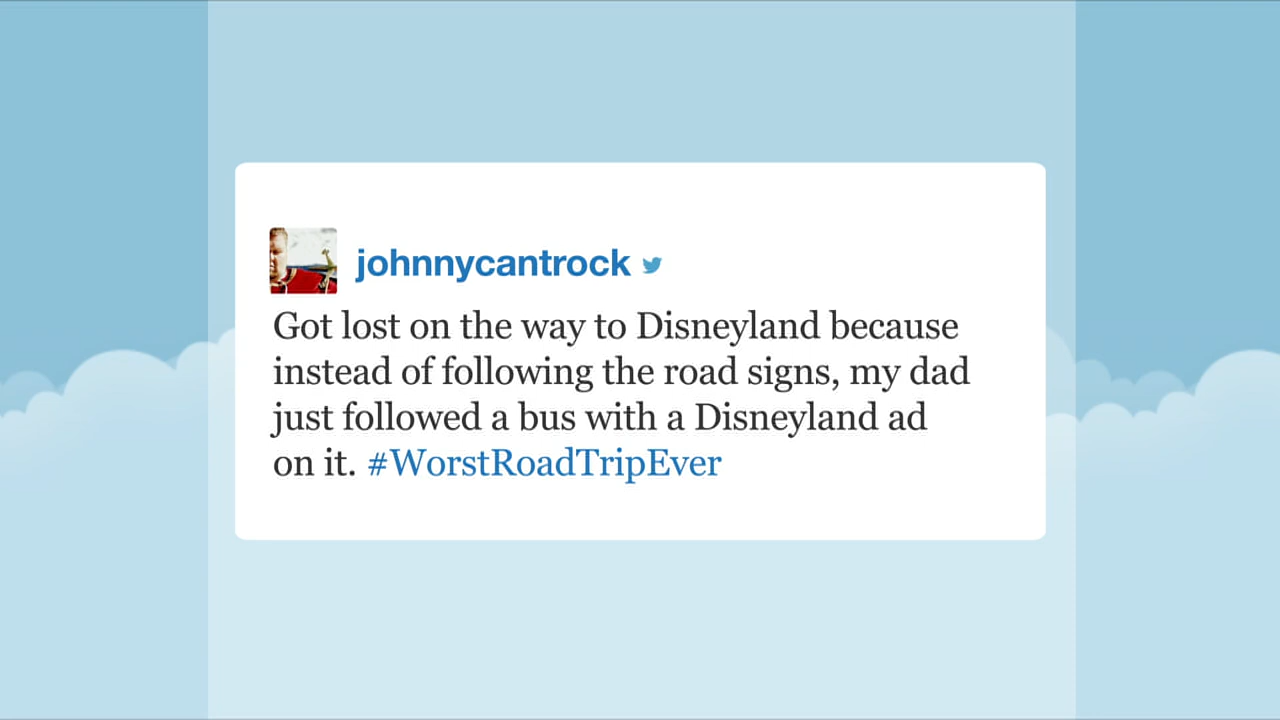 johnnycantrock
Got lost on the way to Disneyland because
instead of following the road signs, my dad
just followed a bus with a Disneyland ad
on it. #WorstRoadTripEver